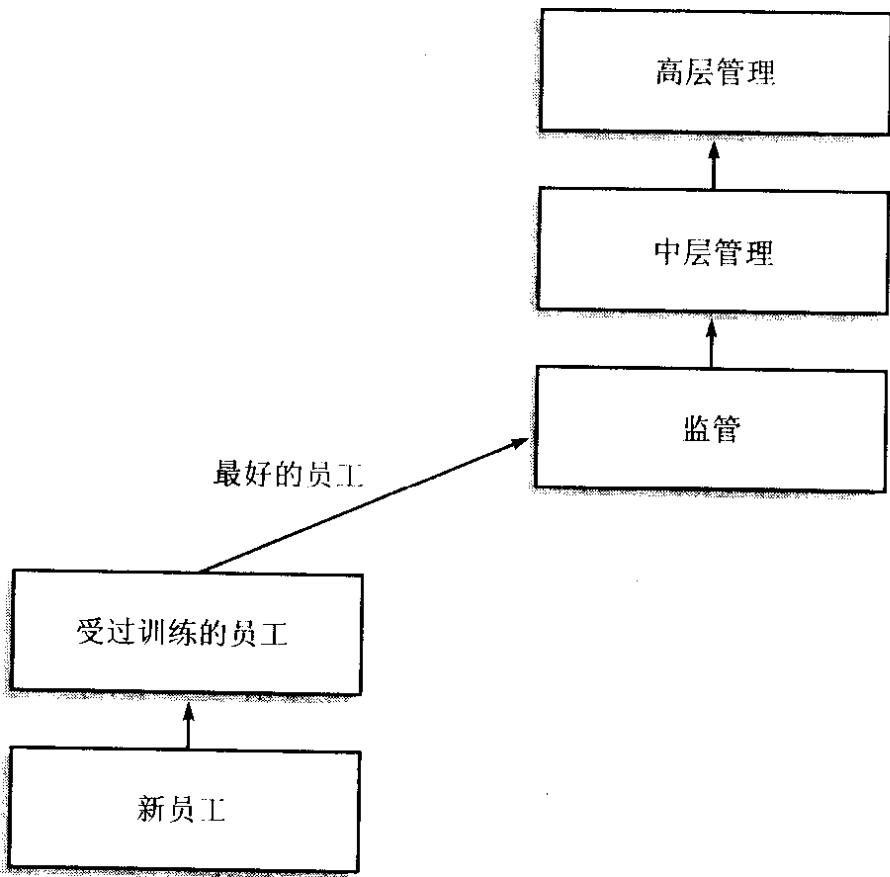 高层管理
中层管理
监管
最好的员工
受过训练的员工
新员工